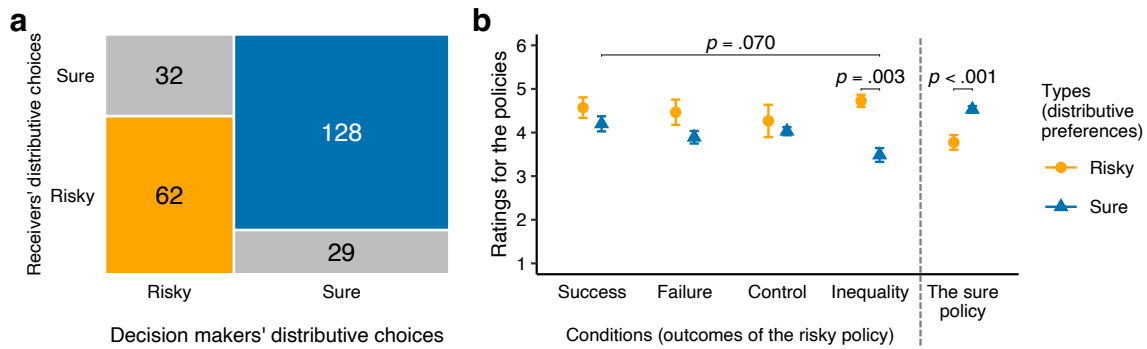 a
Receivers' distributive choices
Sure
Risky
32
62
128
29
Risky
Sure
Decision makers' distributive choices
b
Ratings for the policies
6
5
4
3
2
1
p = .070
p = .003
p < .001
Success
Failure
Control
Inequality
The sure
policy
Conditions (outcomes of the risky policy)
Types
(distributive
preferences)
Risky
Sure